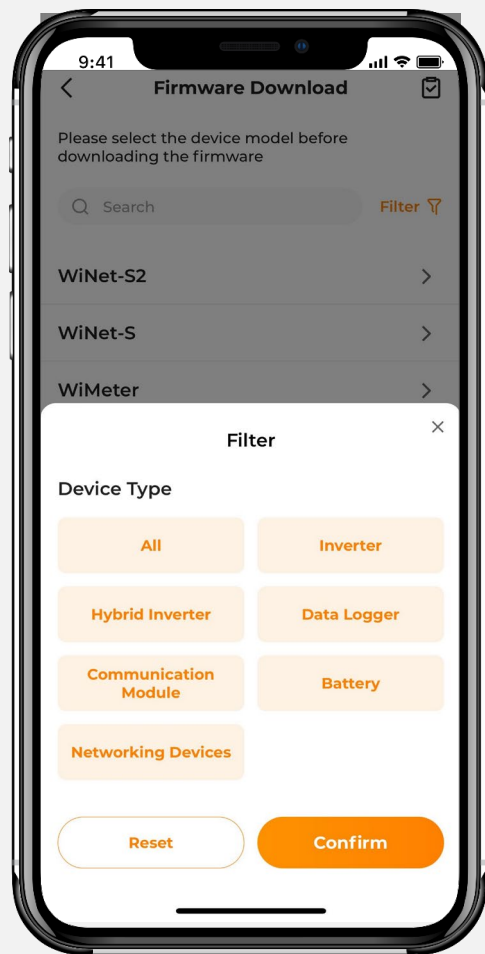 9:41
Firmware Download
Please select the device model before
downloading the firmware
Search
Filter
WiNet-S2
WiNet-S
WiMeter
Filter
Device Type
All
Inverter
Hybrid Inverter
Data Logger
Communication
Module
Battery
Networking Devices
Reset
Confirm